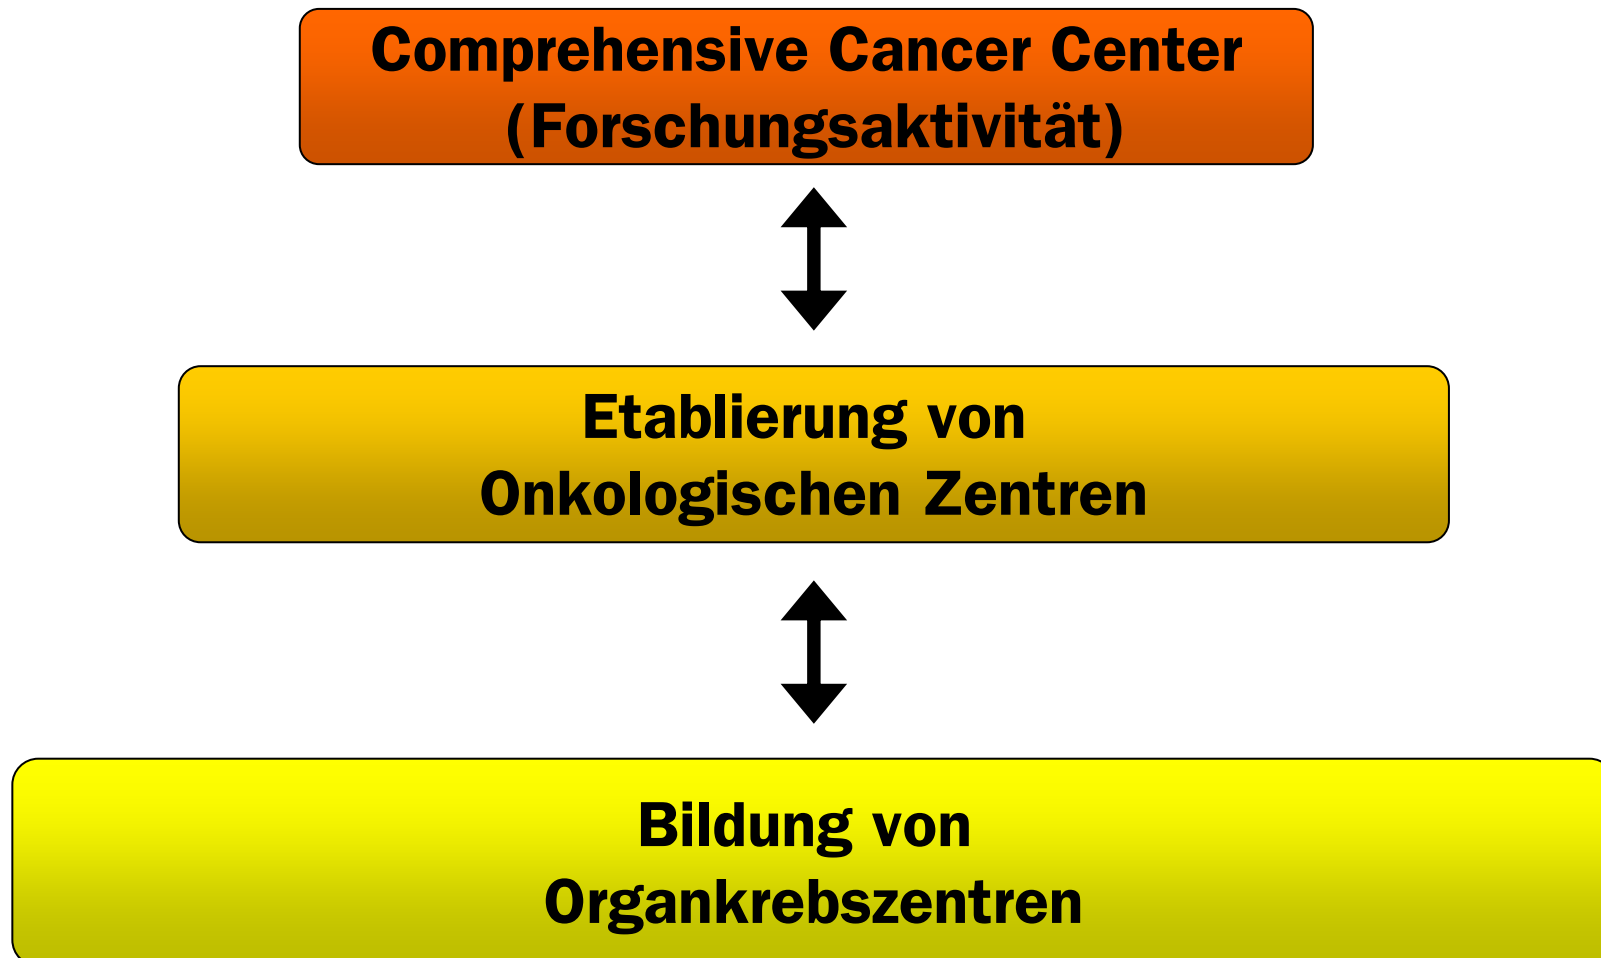 Comprehensive Cancer Center
(Forschungsaktivität)
Etablierung von
Onkologischen Zentren
Bildung von
Organkrebszentren